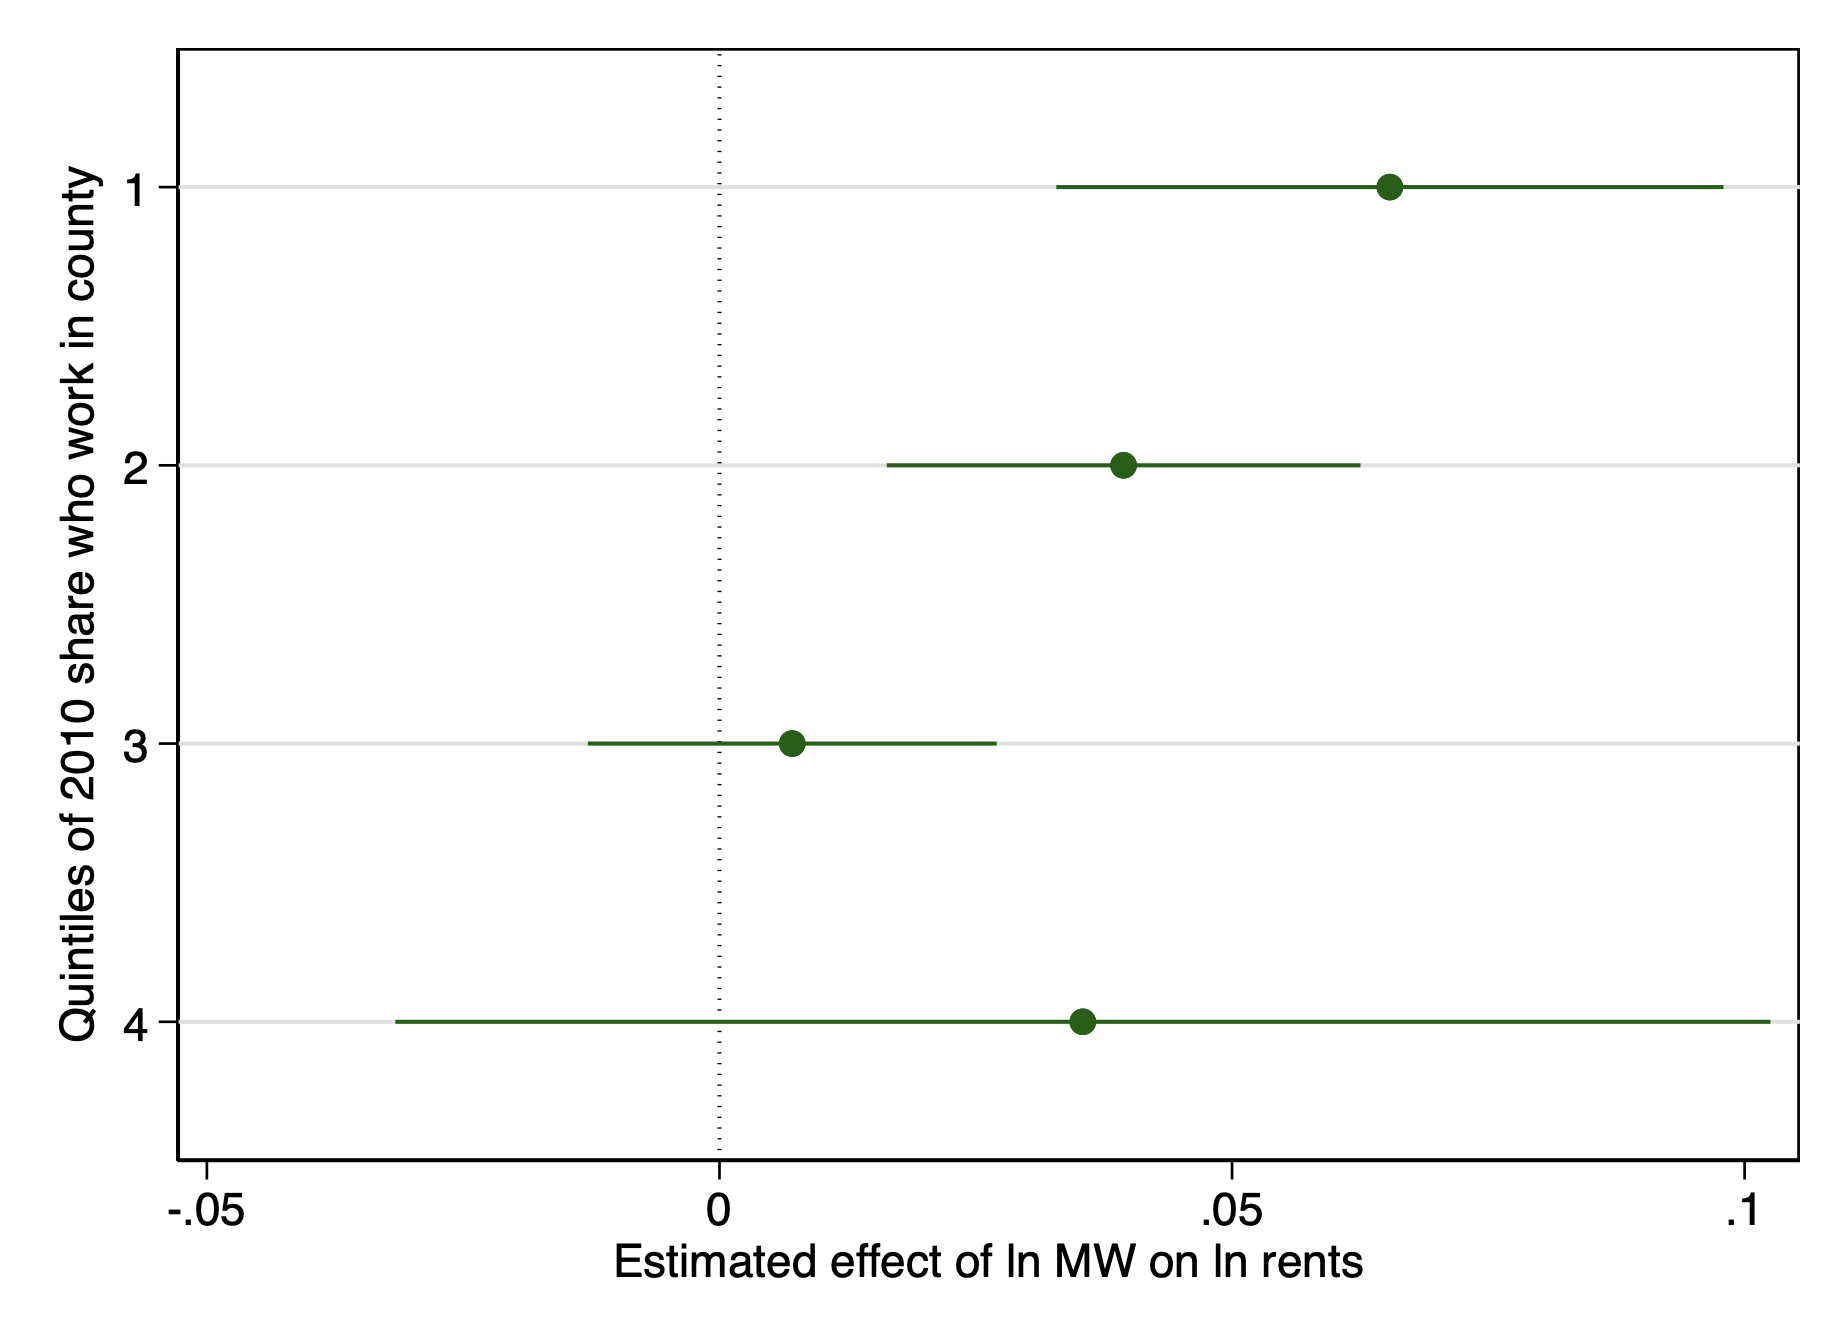 Quintiles of 2010 share who work in county
1
2
3
4
-.05 0 .05 .1
Estimated effect of ln MW on ln rents